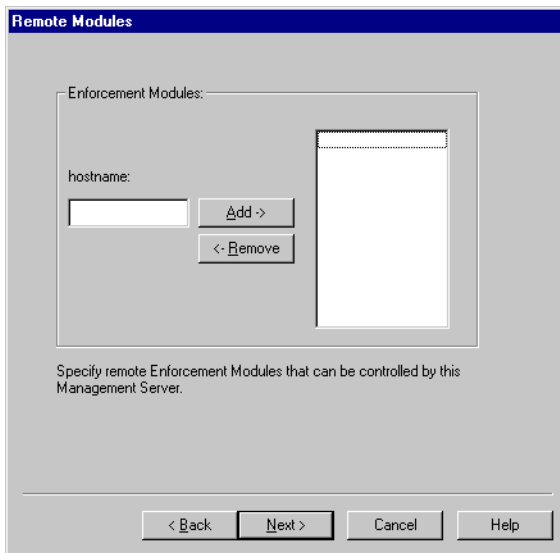 Remote Modules
Enforcement Modules:
hostname:
Add ->
<- Remove
Specify remote Enforcement Modules that can be controlled by this
Management Server.
< Back
Next >
Cancel
Help